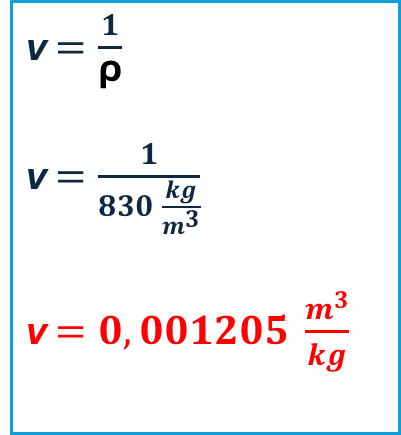 v = 1/ρ
v = 1/(830 kg/m³)
v = 0,001205 m³/kg